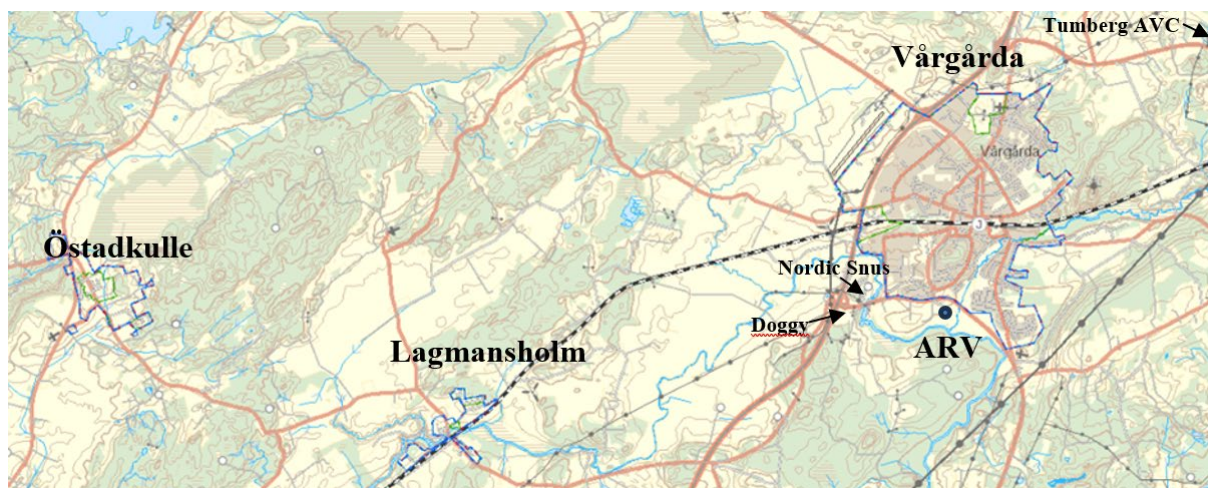 Tumberg AVC
Vårgårda
Vårgårda
Östadkulle
3
Nordic Snus
Doggy
Lagmansholm
ARV